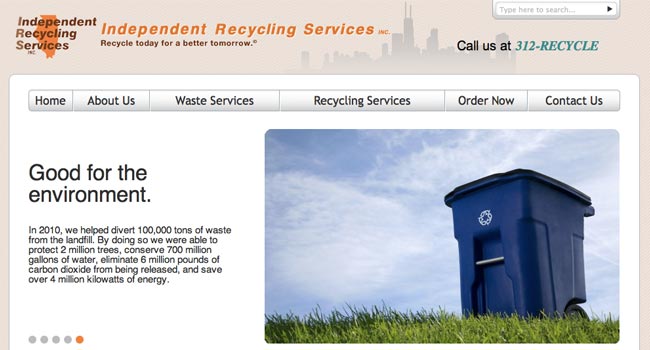 Independent
Recycling
Services
INC.
Independent Recycling Services INC.
Recycle today for a better tomorrow.©
Type here to search...
Call us at 312-RECYCLE
Home
About Us
Waste Services
Recycling Services
Order Now
Contact Us
Good for the
environment.
In 2010, we helped divert 100,000 tons of waste
from the landfill. By doing so we were able to
protect 2 million trees, conserve 700 million
gallons of water, eliminate 6 million pounds of
carbon dioxide from being released, and save
over 4 million kilowatts of energy.